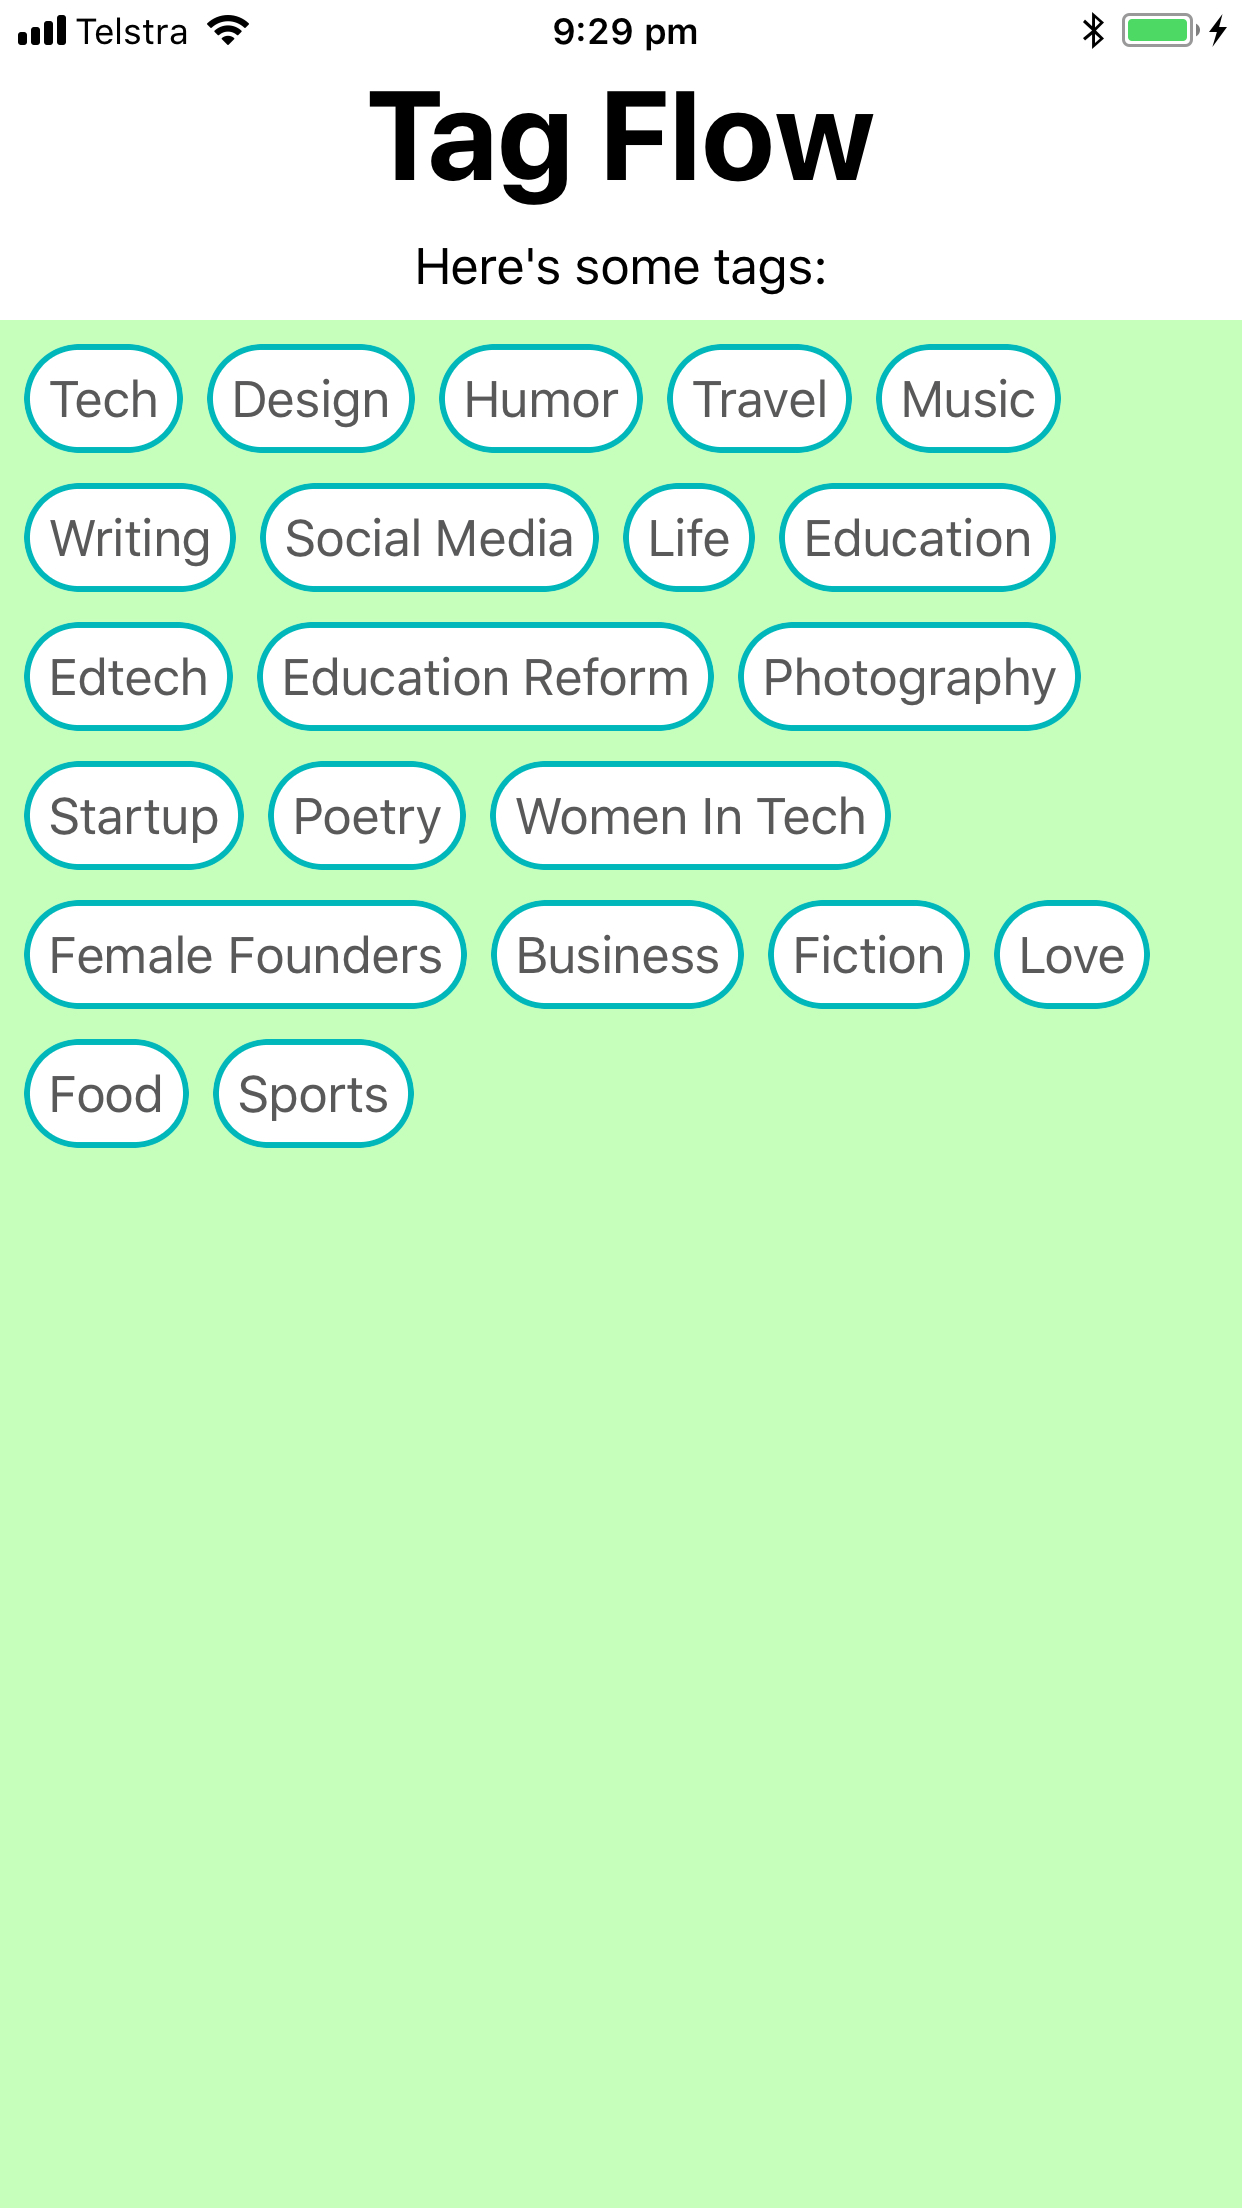 Telstra 9:29 pm
Tag Flow
Here's some tags:
Tech Design Humor Travel Music
Writing Social Media Life Education
Edtech Education Reform Photography
Startup Poetry Women In Tech
Female Founders Business Fiction Love
Food Sports